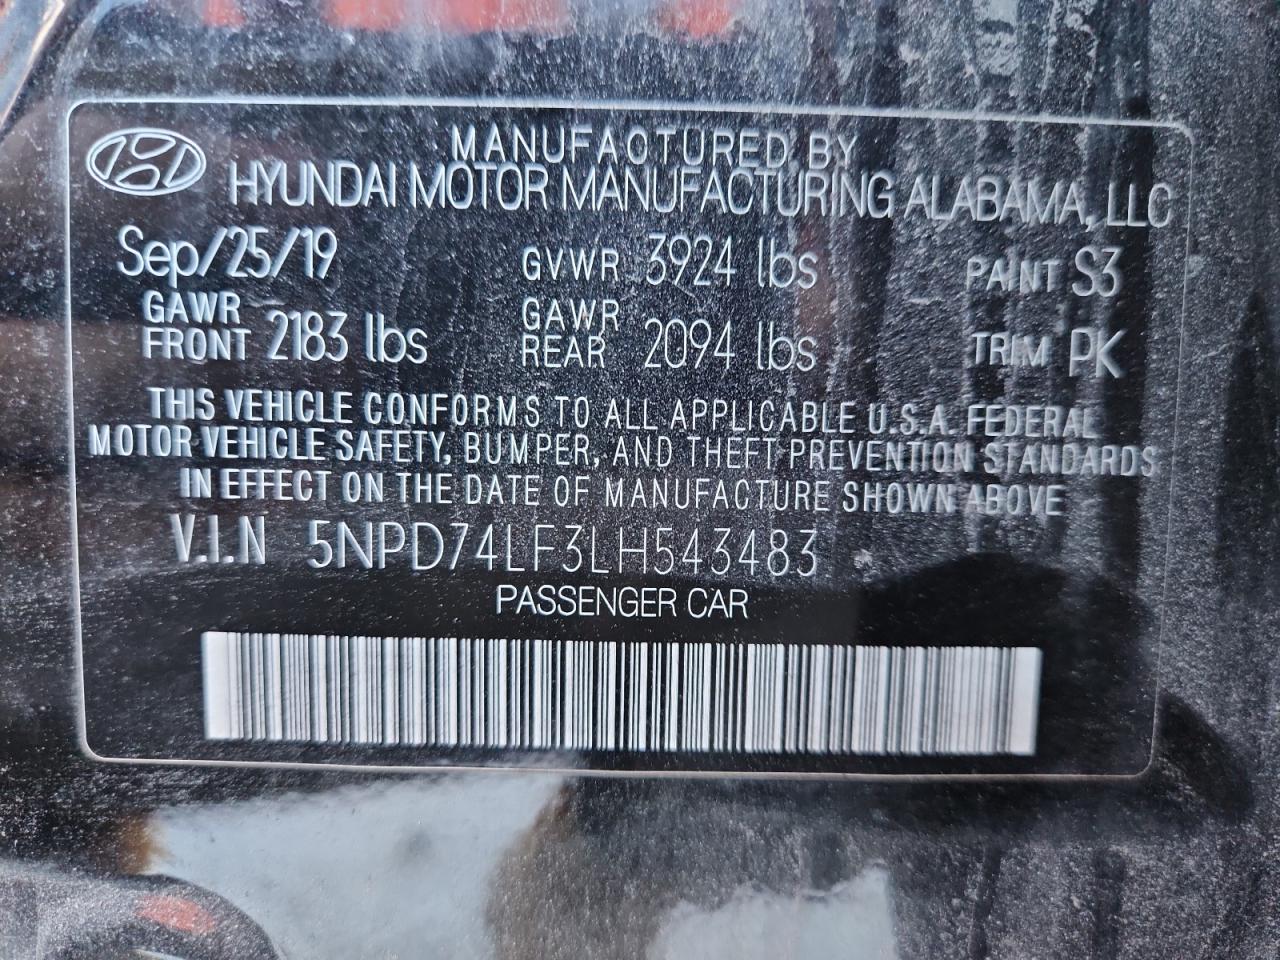 MANUFACTURED BY
HYUNDAI MOTOR MANUFACTURING ALABAMA, LLC
Sep/25/19 GVWR 3924 lbs PAINT S3
GAWR FRONT 2183 lbs GAWR REAR 2094 lbs TRIM PK
THIS VEHICLE CONFORMS TO ALL APPLICABLE U.S.A. FEDERAL
MOTOR VEHICLE SAFETY, BUMPER, AND THEFT PREVENTION STANDARDS
IN EFFECT ON THE DATE OF MANUFACTURE SHOWN ABOVE
V.I.N 5NPD74LF3LH543483
PASSENGER CAR